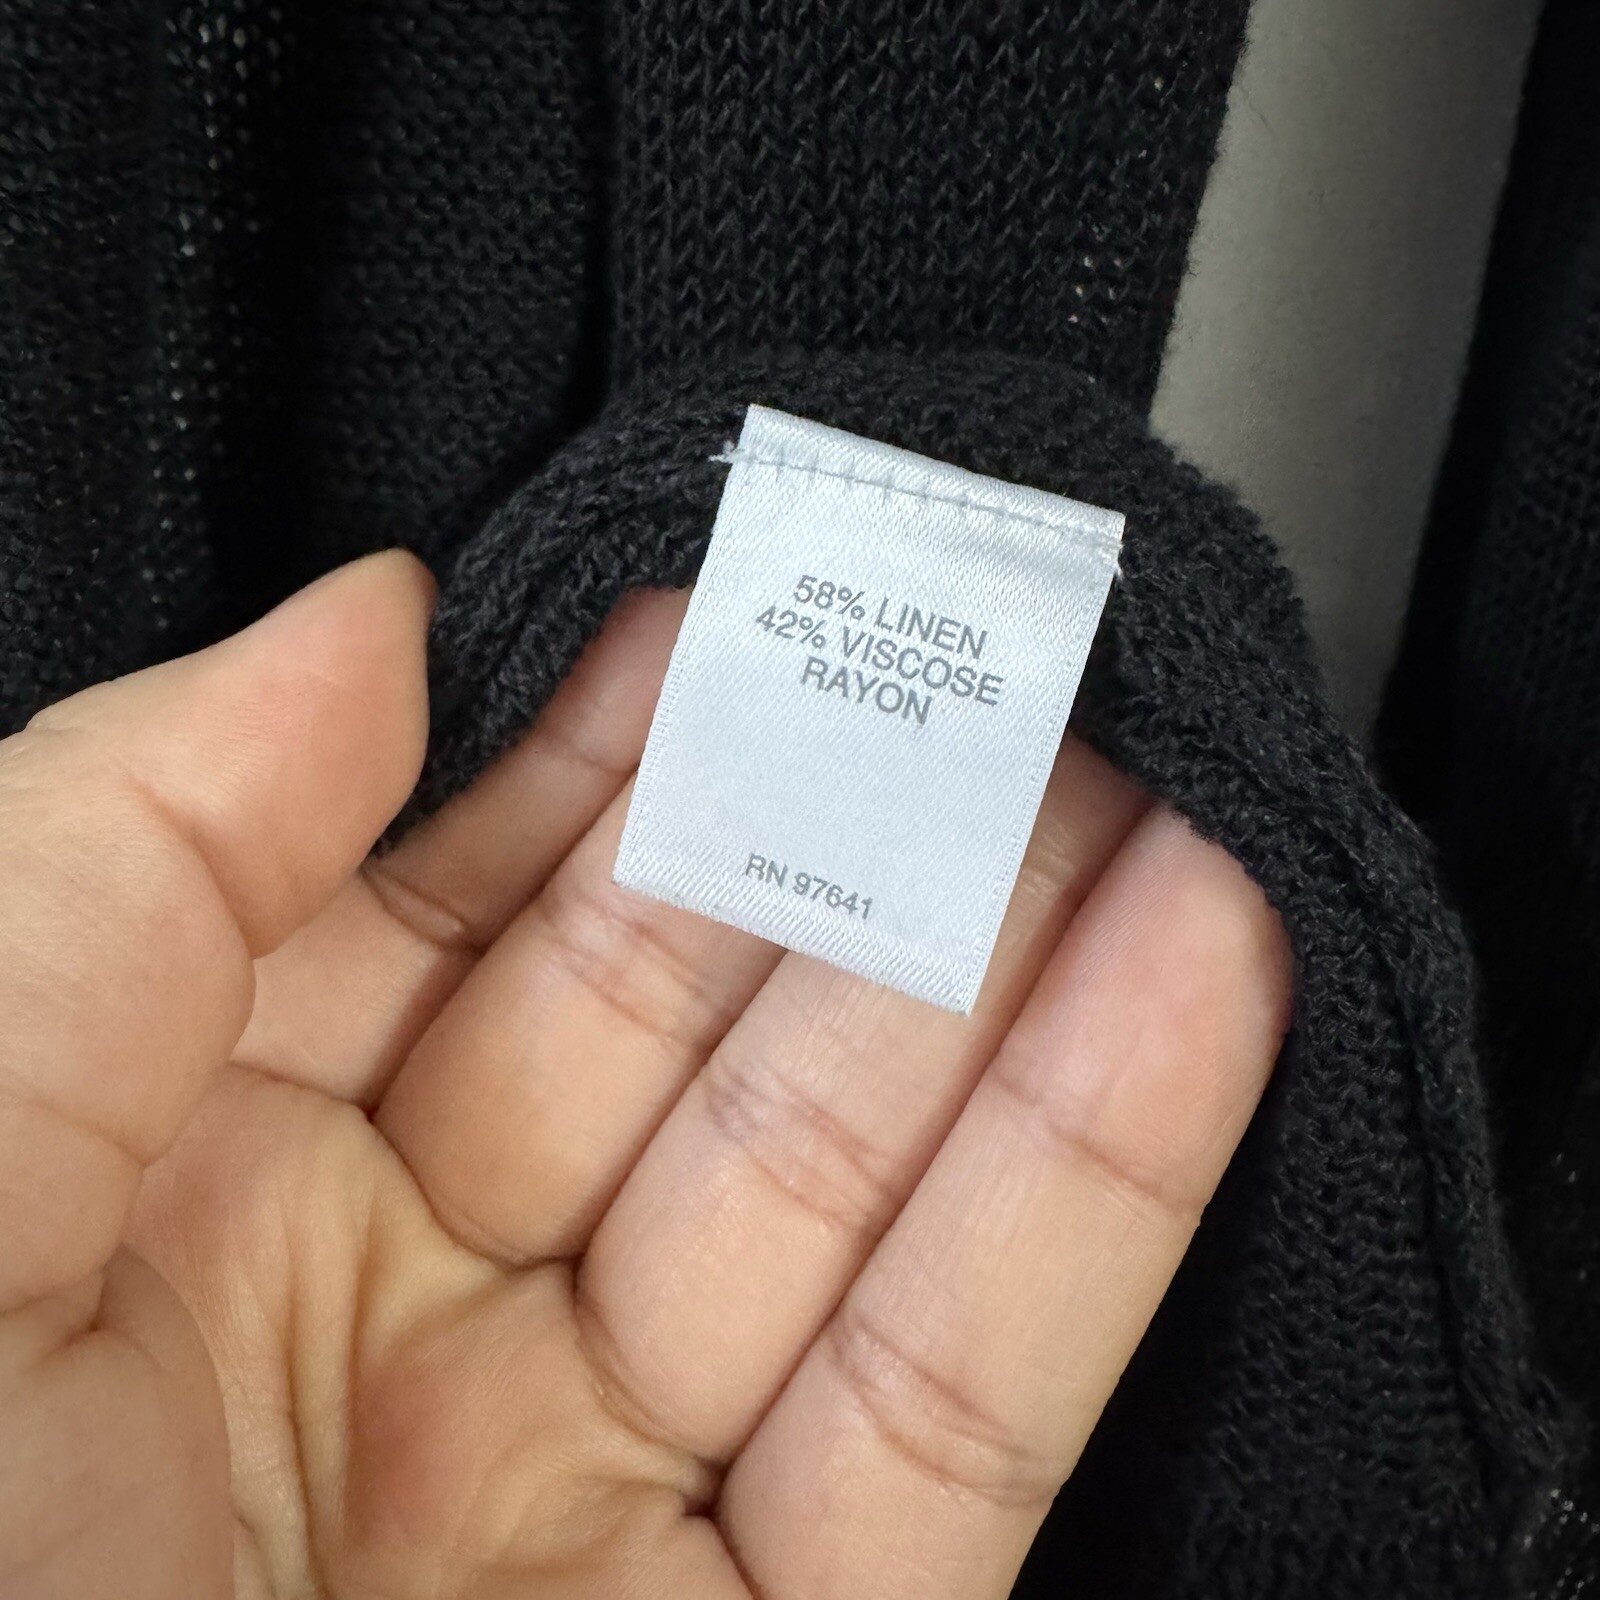 58% LINEN
42% VISCOSE
RAYON
RN 97641